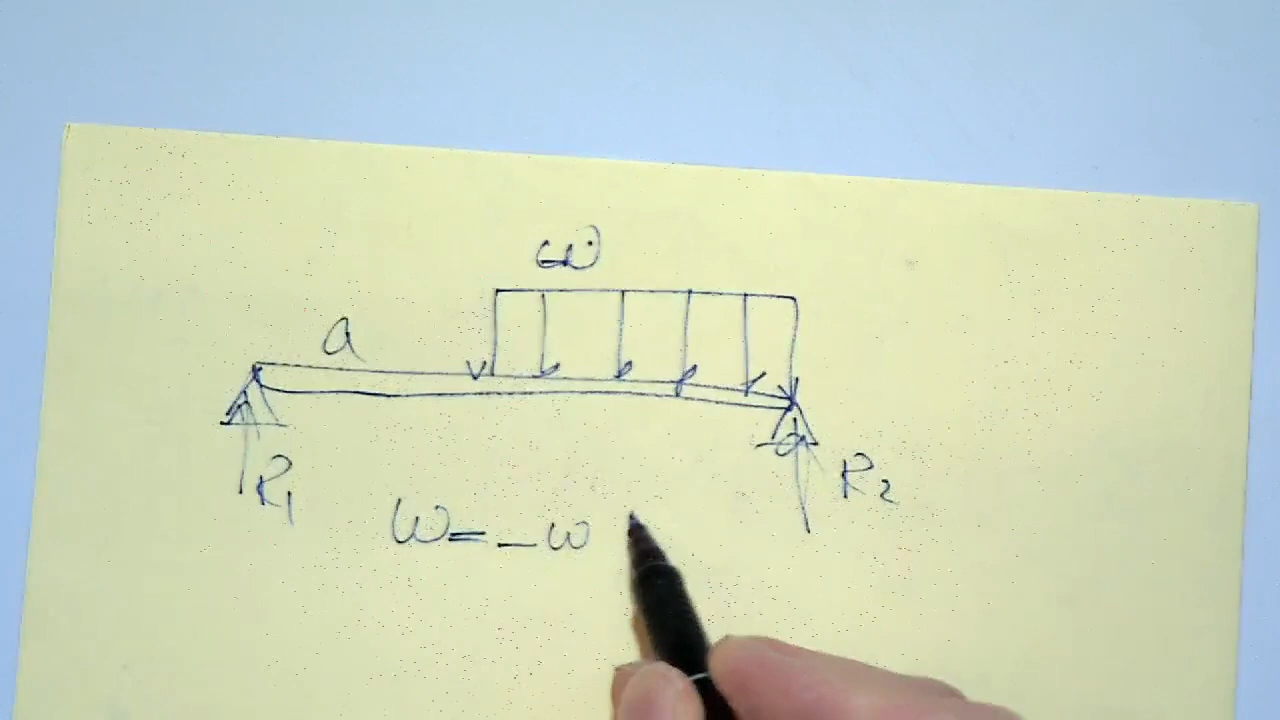 ω
a
R1
R2
W = - w